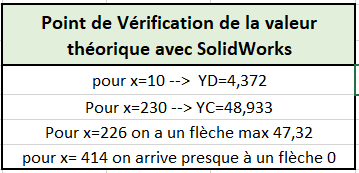 Point de Vérification de la valeur
théorique avec SolidWorks
pour x=10 --> YD=4,372
Pour x=230 --> YC=48,933
Pour x=226 on a un flèche max 47,32
pour x= 414 on arrive presque à un flèche 0